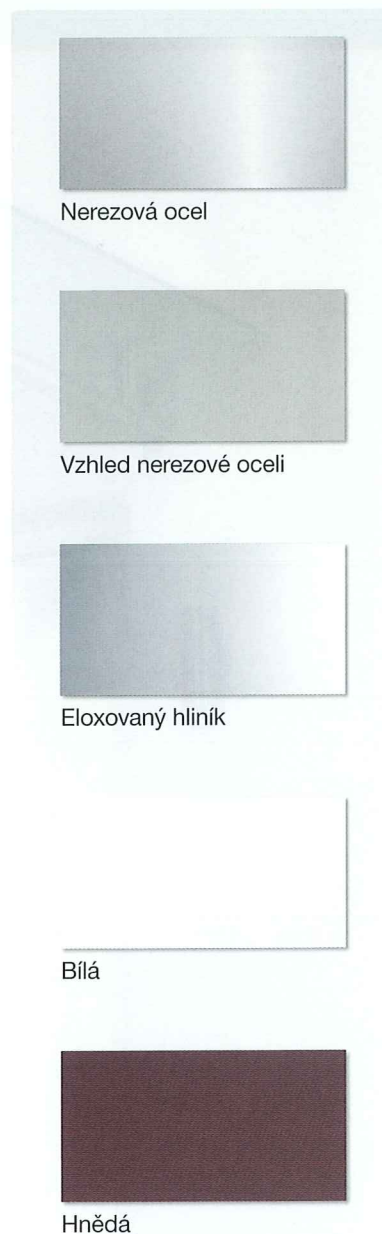 Nerezová ocel
Vzhled nerezové oceli
Eloxovaný hliník
Bílá
Hnědá